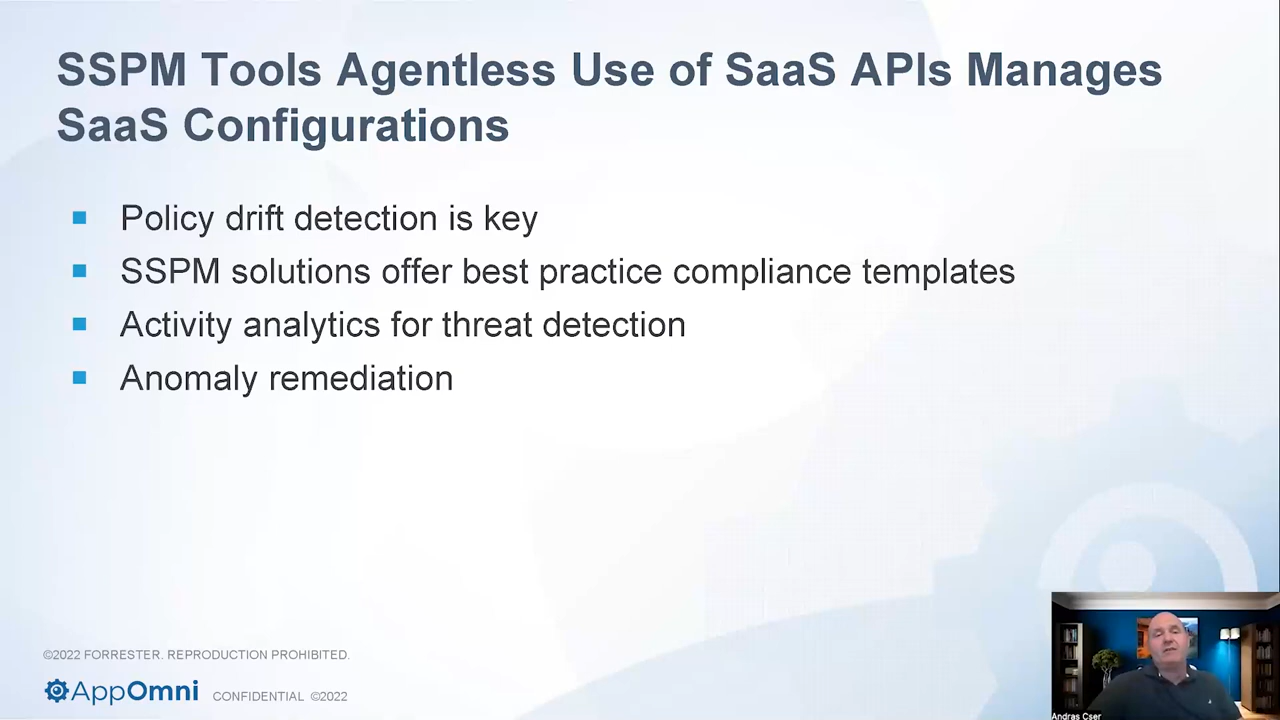 SSPM Tools Agentless Use of SaaS APIs Manages
SaaS Configurations
Policy drift detection is key
SSPM solutions offer best practice compliance templates
Activity analytics for threat detection
Anomaly remediation
©2022 FORRESTER. REPRODUCTION PROHIBITED.
AppOmni CONFIDENTIAL ©2022
Andras Cser